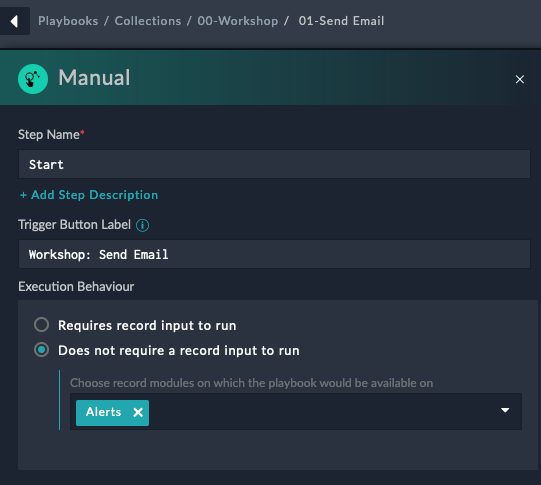 Playbooks / Collections / 00-Workshop / 01-Send Email
Manual
Step Name*
Start
+ Add Step Description
Trigger Button Label
Workshop: Send Email
Execution Behaviour
Requires record input to run
Does not require a record input to run
Choose record modules on which the playbook would be available on
Alerts